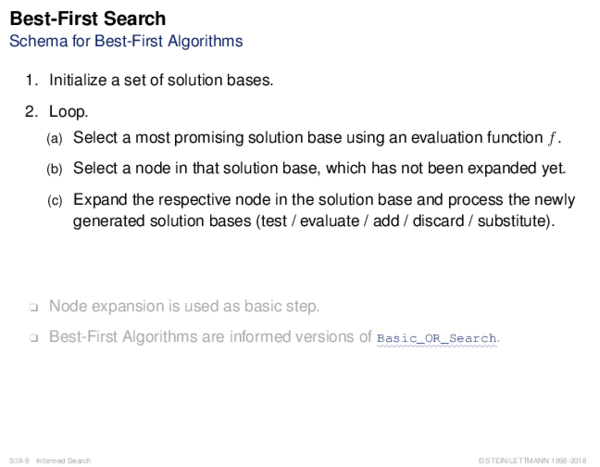 Best-First Search
Schema for Best-First Algorithms
1. Initialize a set of solution bases.
2. Loop.
(a) Select a most promising solution base using an evaluation function f.
(b) Select a node in that solution base, which has not been expanded yet.
(c) Expand the respective node in the solution base and process the newly
generated solution bases (test / evaluate / add / discard / substitute).
❑ Node expansion is used as basic step.
❑ Best-First Algorithms are informed versions of Basic_OR_Search.
S:III-9 Informed Search ©STEIN/LETTMANN 1998-2018